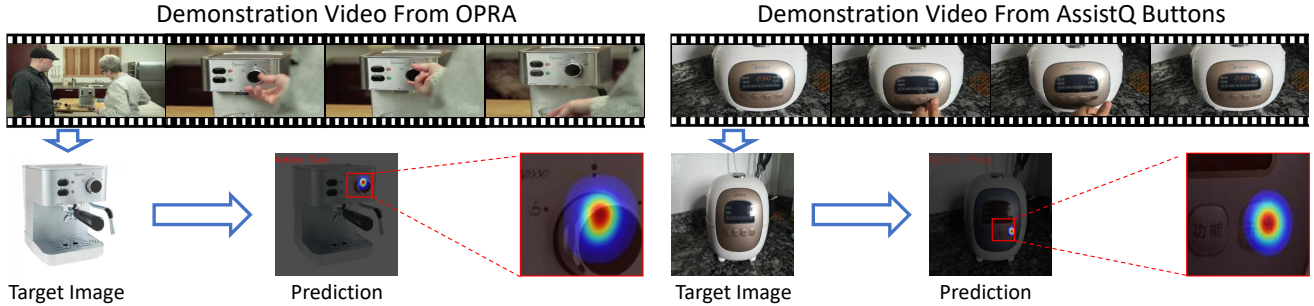 Demonstration Video From OPRA
Demonstration Video From AssistQ Buttons
Target Image
Prediction
Target Image
Prediction
功能